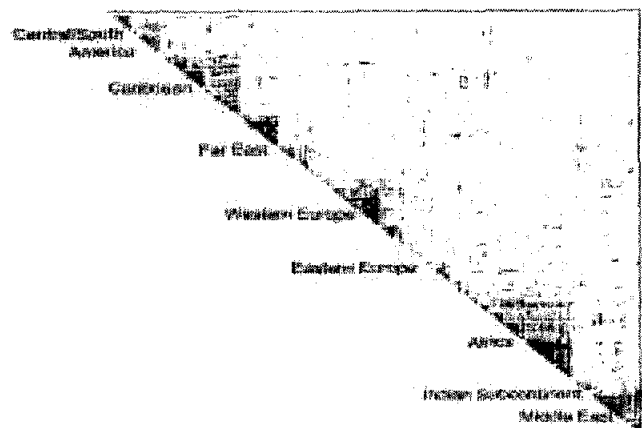 Central/South
America
Caribbean
Far East
Western Europe
Eastern Europe
Africa
Indian Subcontinent
Middle East